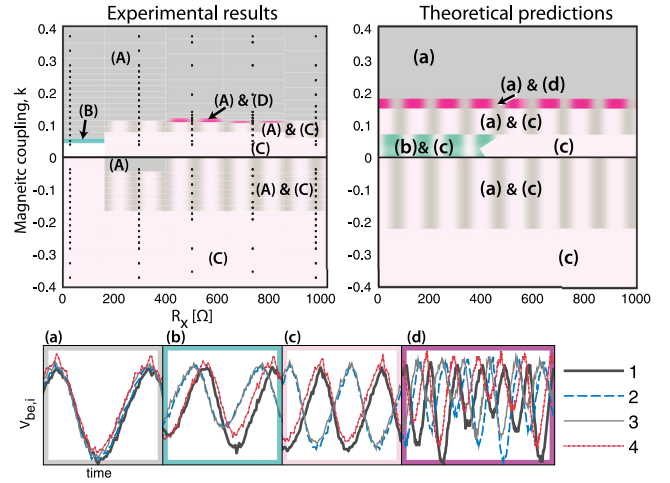 Experimental results
Theoretical predictions
Magneitc coupling, k
0.4
0.3
0.2
0.1
0
-0.1
-0.2
-0.3
-0.4
(A)
(B)
(A) & (D)
(A) & (C)
(C)
(A)
(A) & (C)
(C)
0 200 400 600 800 1000
R_X [Ω]
0.4
0.3
0.2
0.1
0
-0.1
-0.2
-0.3
-0.4
(a)
(a) & (d)
(a) & (c)
(b)& (c)
(c)
(a) & (c)
(c)
0 200 400 600 800 1000
(a) (b) (c) (d)
v_be,i
time
1
2
3
4